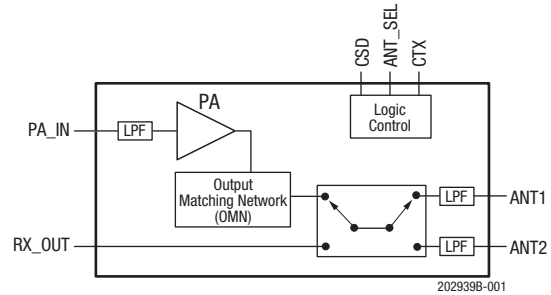 CSD
ANT_SEL
CTX
PA
Logic
Control
PA_IN
LPF
Output
Matching Network
(OMN)
LPF
ANT1
RX_OUT
LPF
ANT2
202939B-001